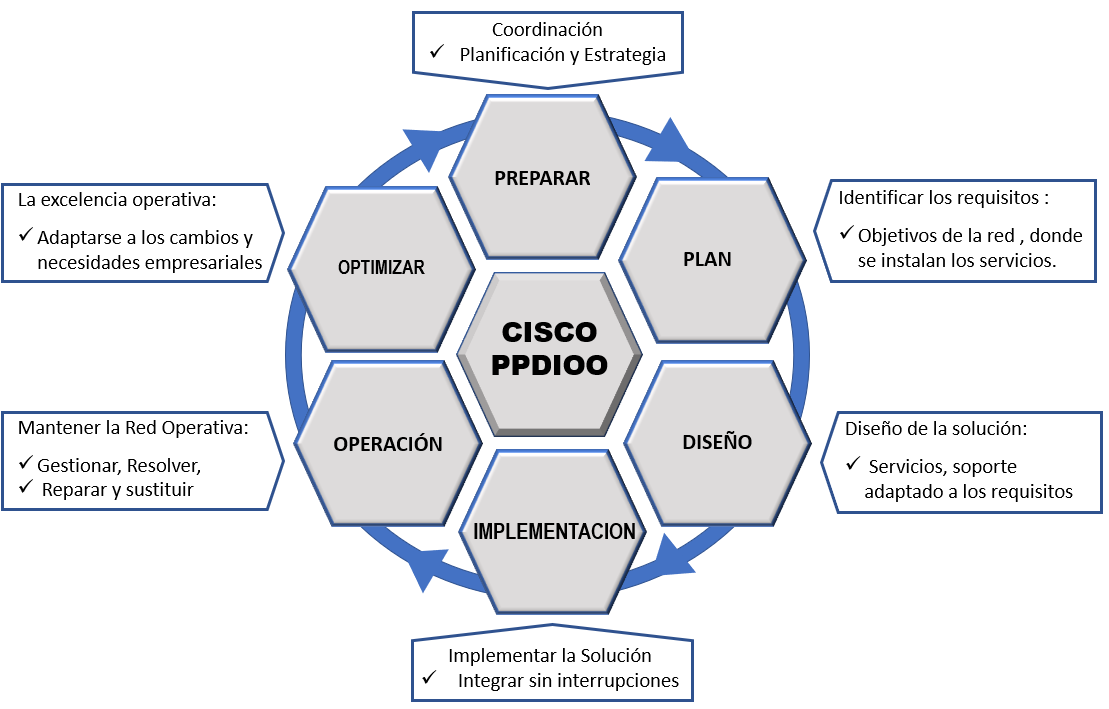 Coordinación
✓ Planificación y Estrategia
PREPARAR
La excelencia operativa:
✓ Adaptarse a los cambios y
necesidades empresariales
OPTIMIZAR
PLAN
Identificar los requisitos :
✓ Objetivos de la red , donde
se instalan los servicios.
CISCO
PPDIOO
Mantener la Red Operativa:
✓ Gestionar, Resolver,
✓ Reparar y sustituir
OPERACIÓN
DISEÑO
Diseño de la solución:
✓ Servicios, soporte
adaptado a los requisitos
IMPLEMENTACION
Implementar la Solución
✓ Integrar sin interrupciones